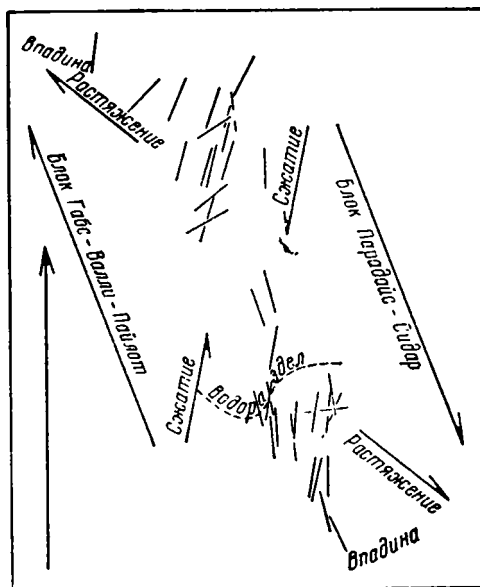 Впадина
Растяжение
Блок Габс-Валли-Пайлот
Сжатие
Блок Парадайс-Сидар
Сжатие
Водораздел
Растяжение
Впадина